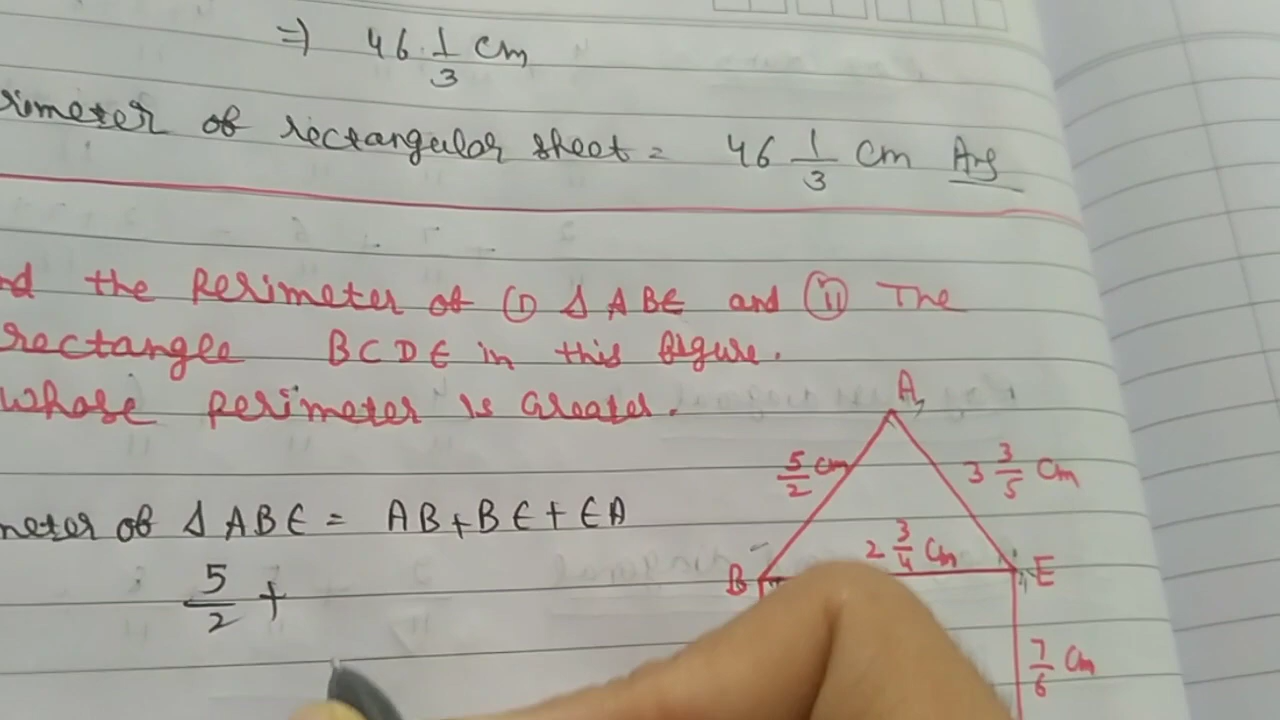 =) 46 1/3 cm
rimeter of rectangular sheet = 46 1/3 cm Ans
nd the Perimeter of (i) Δ ABE and (ii) The
rectangle BCDE in this figure.
whose perimeter is Greater.
A
5/2 cm
3 3/5 cm
meter of Δ ABE = AB+BE+EA
2 3/4 cm
B
E
5/2 +
7/6 cm